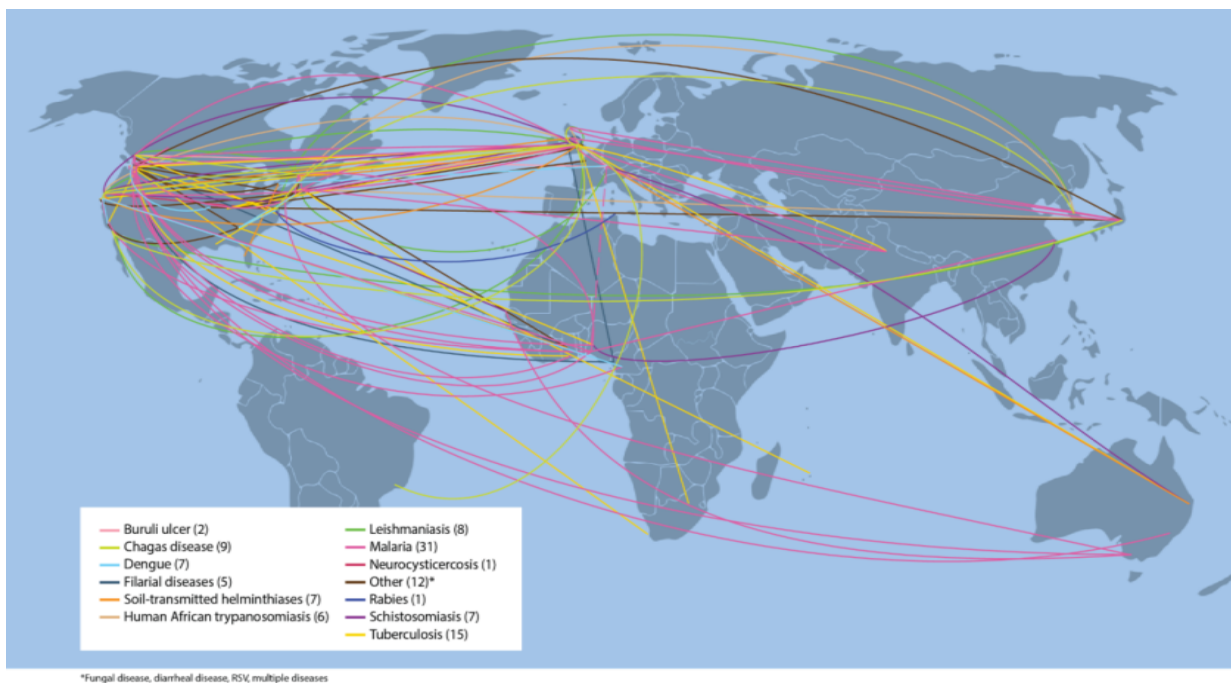 Buruli ulcer (2)
Chagas disease (9)
Dengue (7)
Filarial diseases (5)
Soil-transmitted helminthiases (7)
Human African trypanosomiasis (6)
Leishmaniasis (8)
Malaria (31)
Neurocysticercosis (1)
Other (12)*
Rabies (1)
Schistosomiasis (7)
Tuberculosis (15)
*Fungal disease, diarrheal disease, RSV, multiple diseases